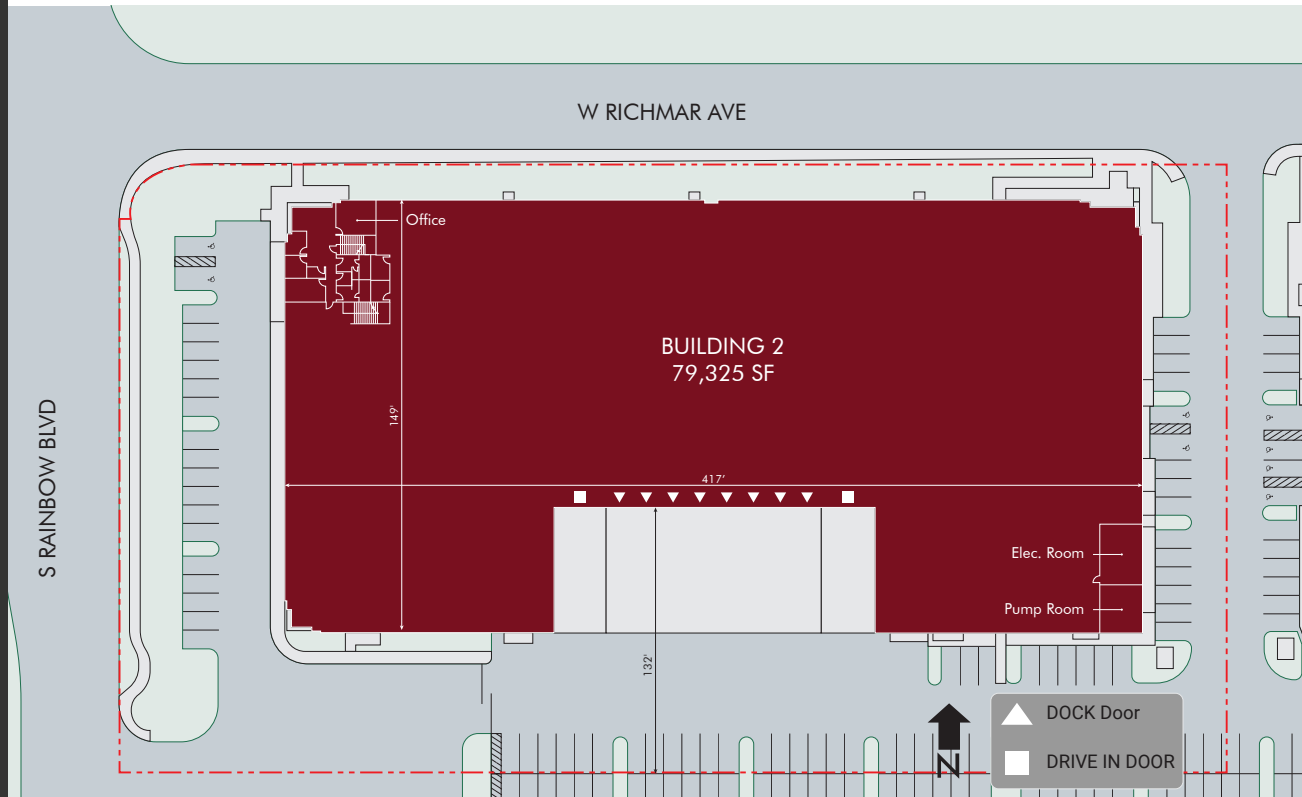 W RICHMAR AVE
Office
BUILDING 2
79,325 SF
149'
S RAINBOW BLVD
417'
Elec. Room
Pump Room
132'
DOCK Door
N
DRIVE IN DOOR